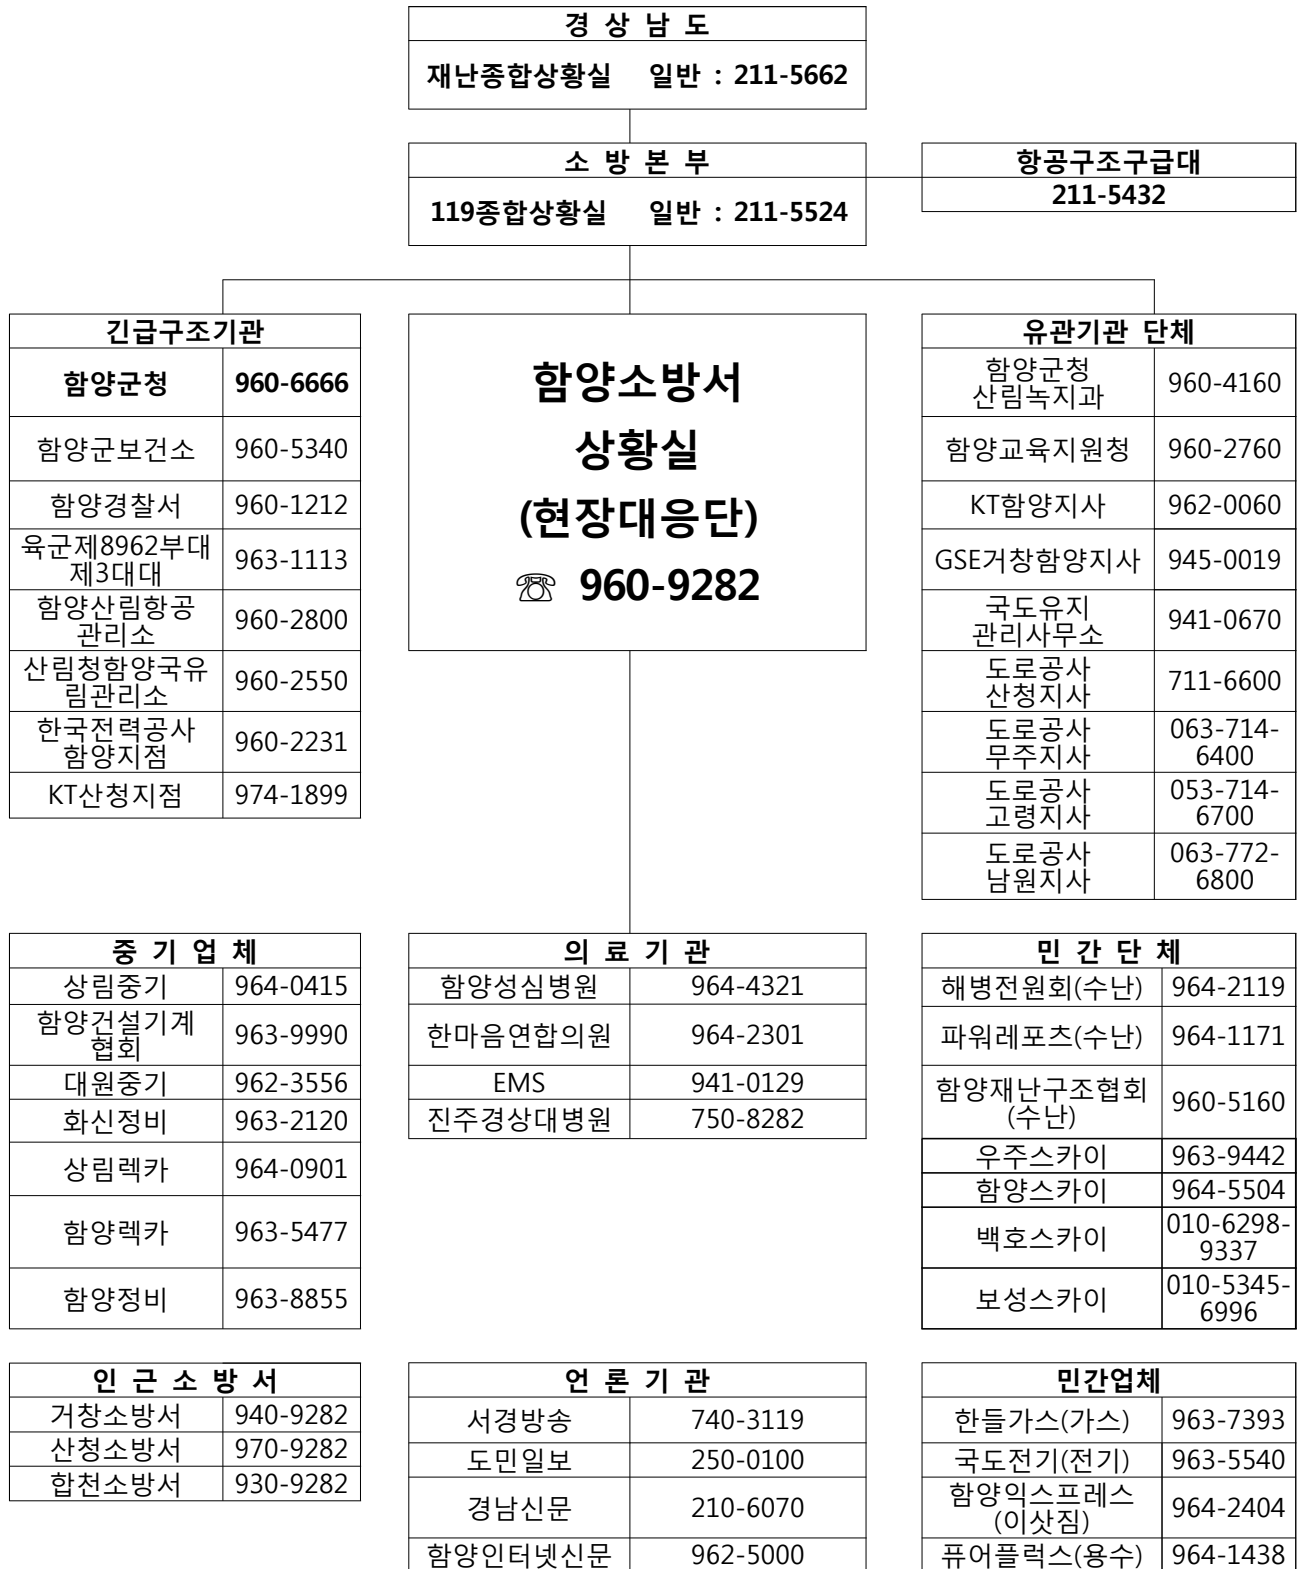 경 상 남 도
재난종합상황실 일반 : 211-5662
소 방 본 부
119종합상황실 일반 : 211-5524
항공구조구급대
211-5432
긴급구조기관
함양군청 960-6666
함양군보건소 960-5340
함양경찰서 960-1212
육군제8962부대
제3대대 963-1113
함양산림항공
관리소 960-2800
산림청함양국유
림관리소 960-2550
한국전력공사
함양지점 960-2231
KT산청지점 974-1899
함양소방서
상황실
(현장대응단)
☏ 960-9282
유관기관 단체
함양군청
산림녹지과 960-4160
함양교육지원청 960-2760
KT함양지사 962-0060
GSE거창함양지사 945-0019
국도유지
관리사무소 941-0670
도로공사
산청지사 711-6600
도로공사
무주지사 063-714-
6400
도로공사
고령지사 053-714-
6700
도로공사
남원지사 063-772-
6800
중 기 업 체
상림중기 964-0415
함양건설기계
협회 963-9990
대원중기 962-3556
화신정비 963-2120
상림렉카 964-0901
함양렉카 963-5477
함양정비 963-8855
의 료 기 관
함양성심병원 964-4321
한마음연합의원 964-2301
EMS 941-0129
진주경상대병원 750-8282
민 간 단 체
해병전원회(수난) 964-2119
파워레포츠(수난) 964-1171
함양재난구조협회
(수난) 960-5160
우주스카이 963-9442
함양스카이 964-5504
백호스카이 010-6298-
9337
보성스카이 010-5345-
6996
인 근 소 방 서
거창소방서 940-9282
산청소방서 970-9282
합천소방서 930-9282
언 론 기 관
서경방송 740-3119
도민일보 250-0100
경남신문 210-6070
함양인터넷신문 962-5000
민간업체
한들가스(가스) 963-7393
국도전기(전기) 963-5540
함양익스프레스
(이삿짐) 964-2404
퓨어플럭스(용수) 964-1438